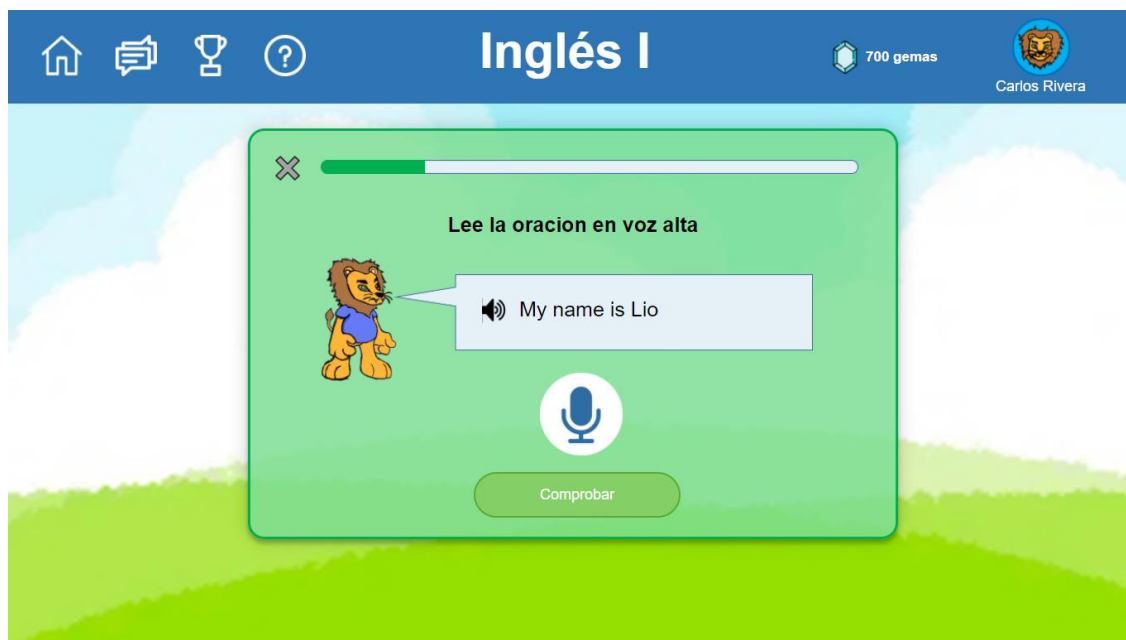 Inglés I
700 gemas
Carlos Rivera
Lee la oracion en voz alta
My name is Lio
Comprobar